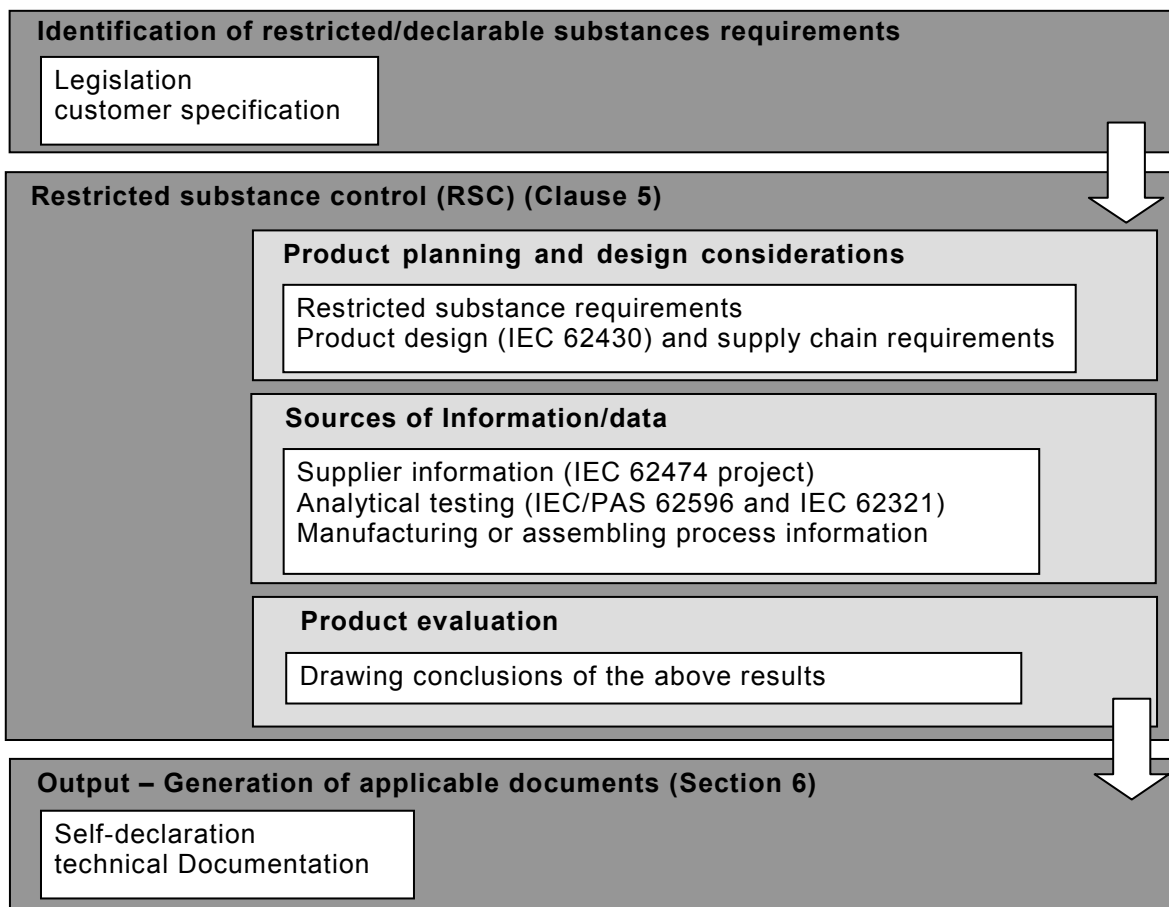 Identification of restricted/declarable substances requirements
Legislation
customer specification
Restricted substance control (RSC) (Clause 5)
Product planning and design considerations
Restricted substance requirements
Product design (IEC 62430) and supply chain requirements
Sources of Information/data
Supplier information (IEC 62474 project)
Analytical testing (IEC/PAS 62596 and IEC 62321)
Manufacturing or assembling process information
Product evaluation
Drawing conclusions of the above results
Output – Generation of applicable documents (Section 6)
Self-declaration
technical Documentation